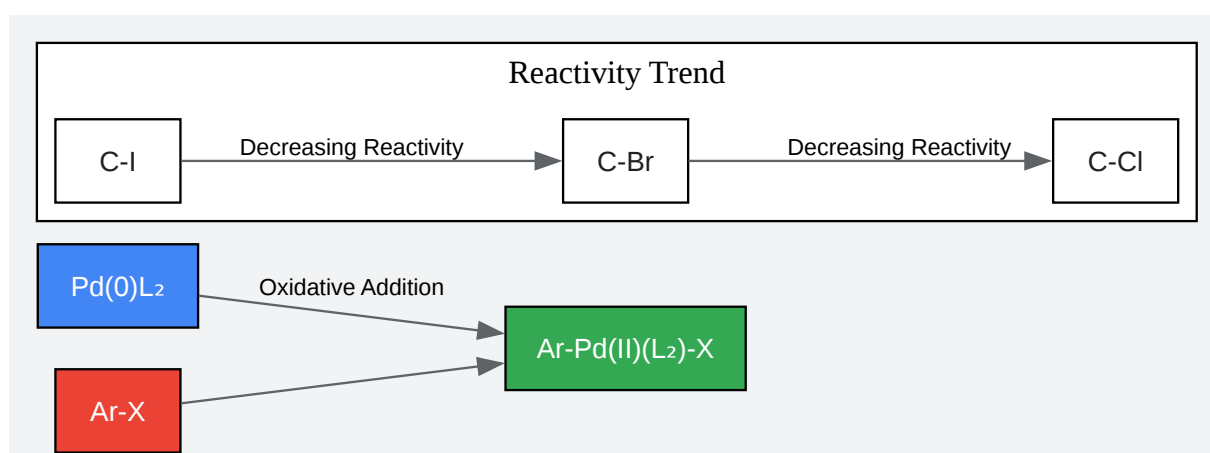 Reactivity Trend
C-I
Decreasing Reactivity
C-Br
Decreasing Reactivity
C-Cl
Pd(0)L₂
Oxidative Addition
Ar-Pd(II)(L₂)-X
Ar-X